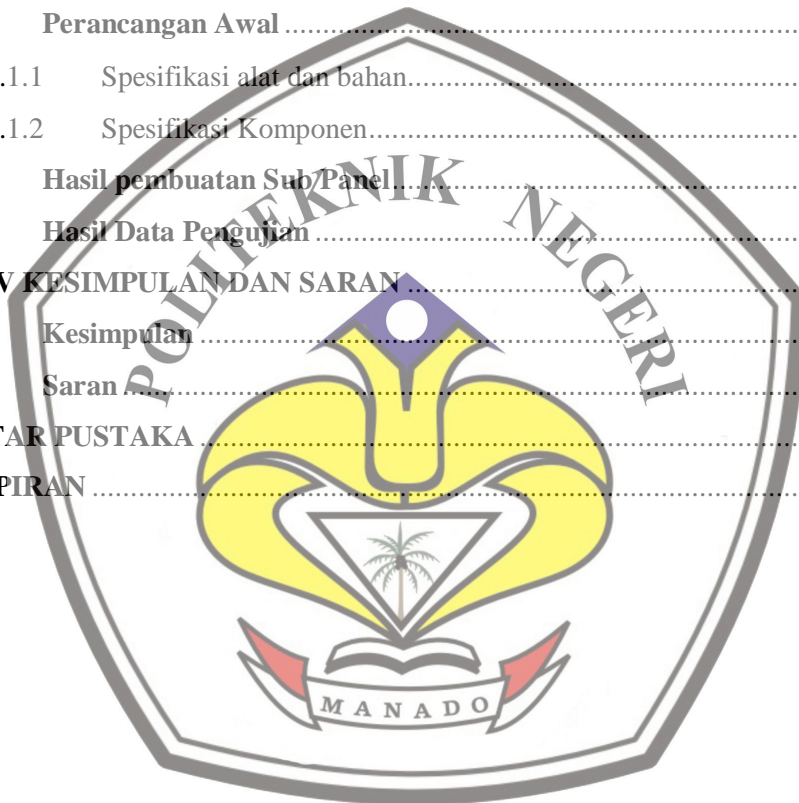 Perancangan Awal ........................................................................
.1.1 Spesifikasi alat dan bahan........................................................
.1.2 Spesifikasi Komponen................................................................
Hasil pembuatan Sub/Panel..........................................................
Hasil Data Pengujian ....................................................................
V KESIMPULAN DAN SARAN ........................................................
Kesimpulan ....................................................................................
Saran ..............................................................................................
TAR PUSTAKA ..............................................................................
PIRAN ............................................................................................
POLITEKNIK NEGERI
MANADO